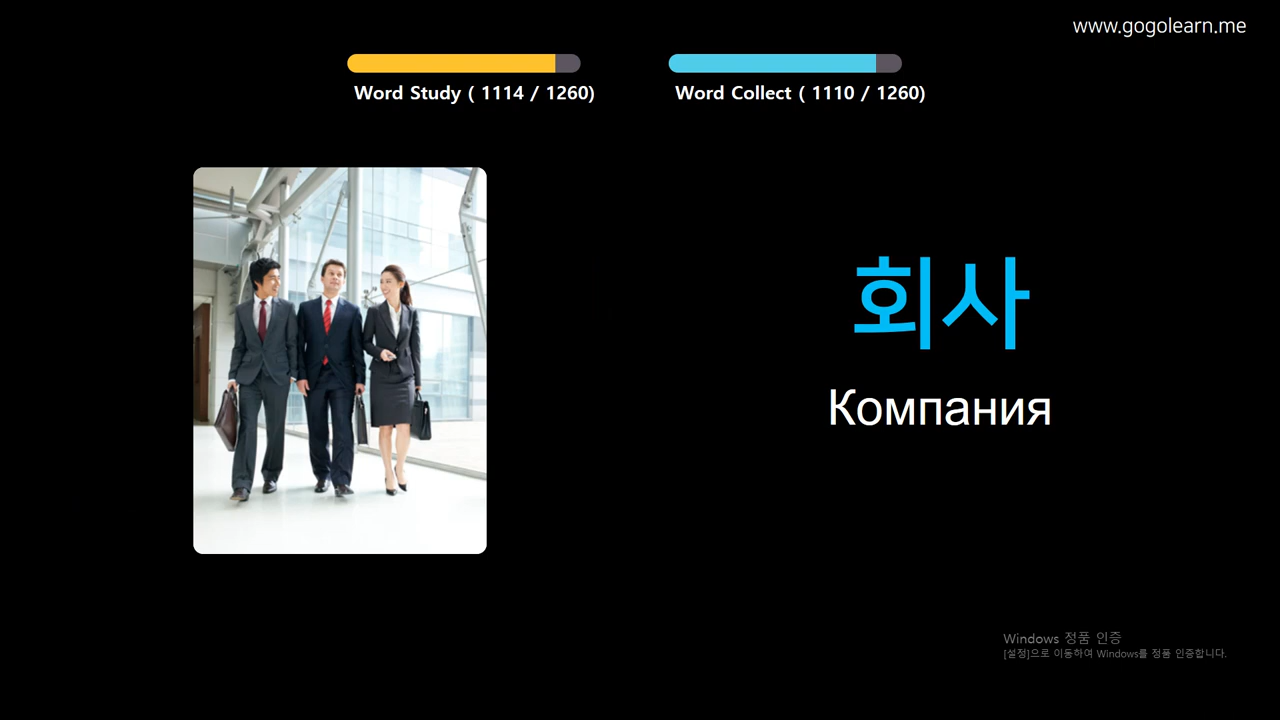 www.gogolearn.me
Word Study ( 1114 / 1260)
Word Collect ( 1110 / 1260)
회사
Компания
Windows 정품 인증
[설정]으로 이동하여 Windows를 정품 인증합니다.